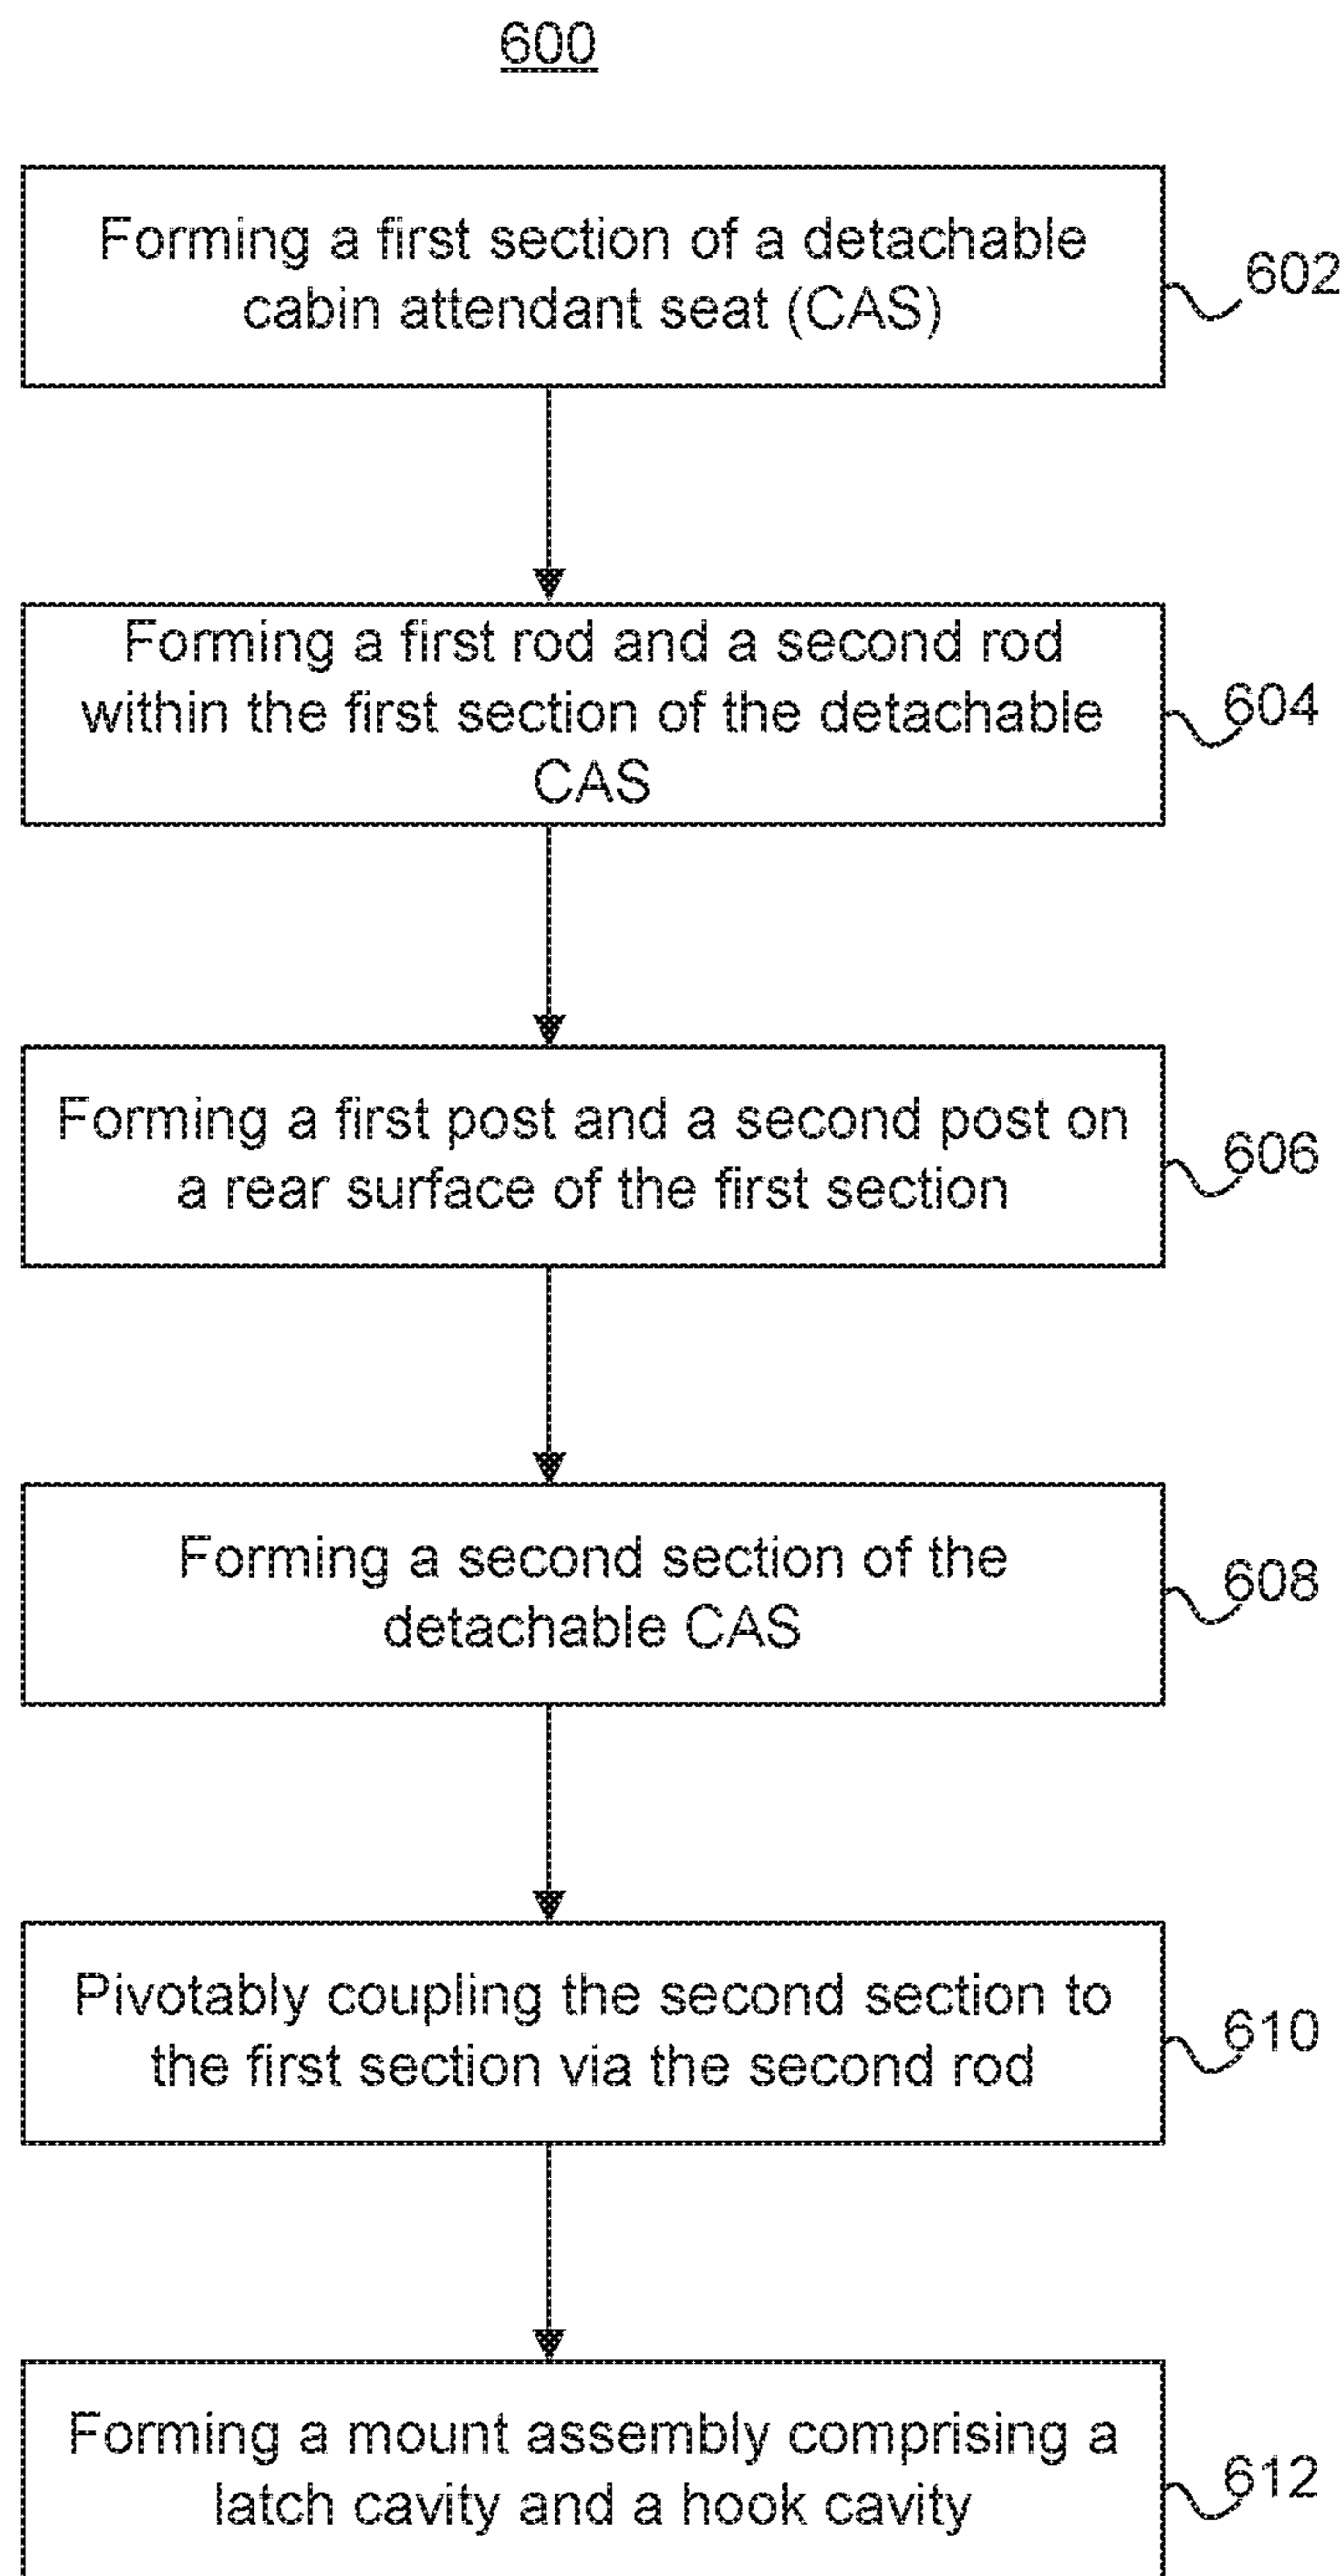 600
Forming a first section of a detachable
cabin attendant seat (CAS)
602
Forming a first rod and a second rod
within the first section of the detachable
CAS
604
Forming a first post and a second post on
a rear surface of the first section
606
Forming a second section of the
detachable CAS
608
Pivotably coupling the second section to
the first section via the second rod
610
Forming a mount assembly comprising a
latch cavity and a hook cavity
612